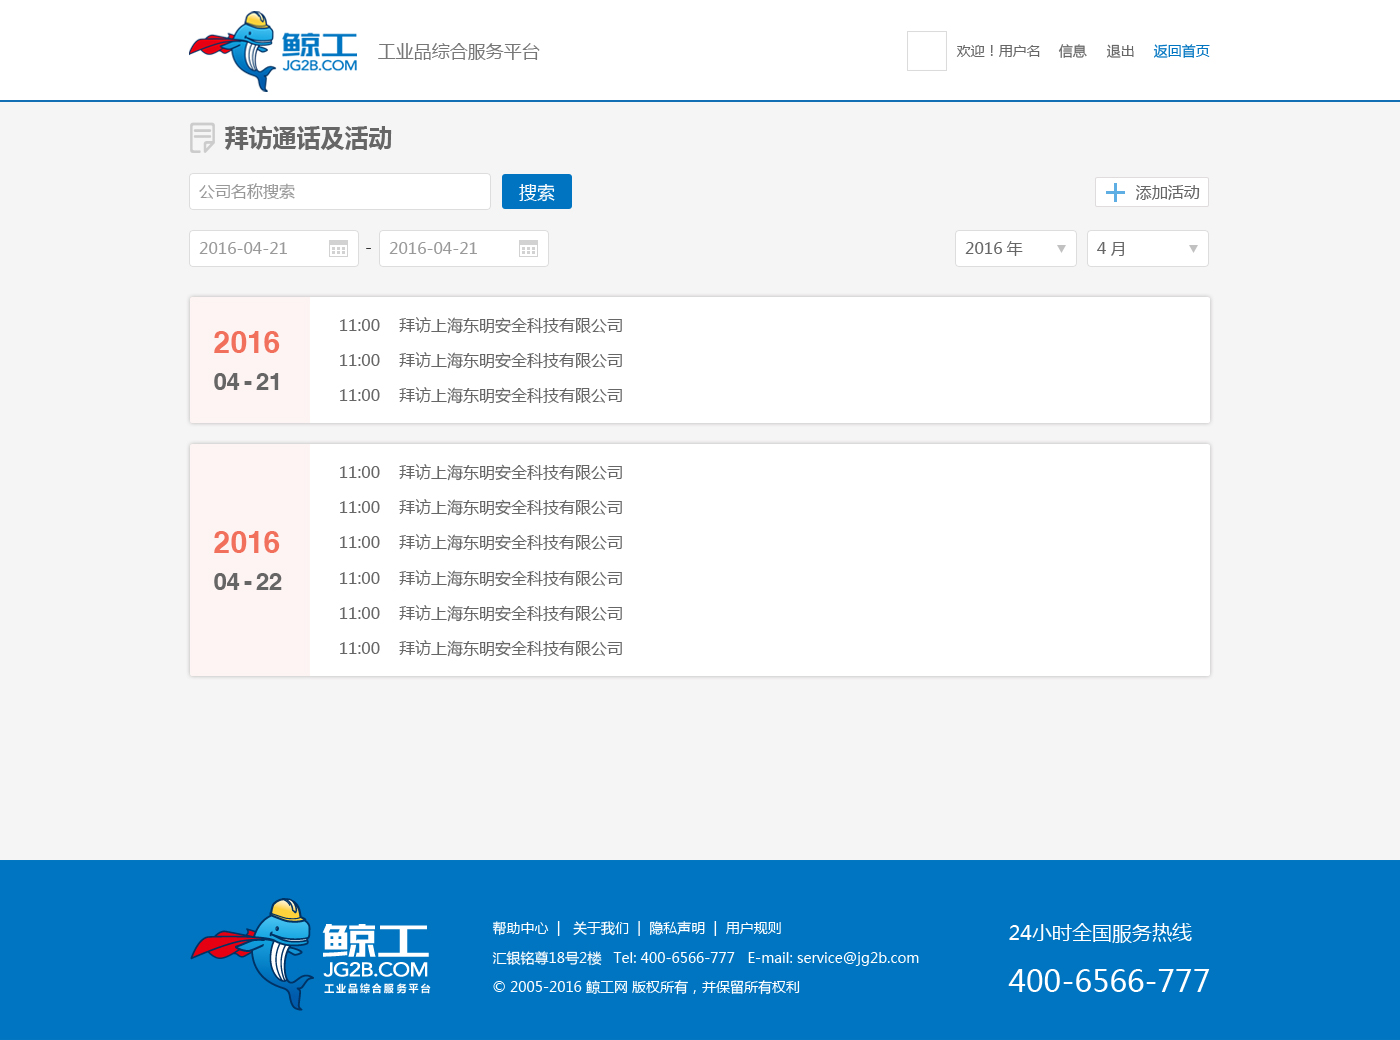 鲸工
JG2B.COM
工业品综合服务平台
欢迎！用户名 信息 退出 返回首页
拜访通话及活动
公司名称搜索 搜索 添加活动
2016-04-21 - 2016-04-21 2016 年 4 月
2016
04 - 21
11:00 拜访上海东明安全科技有限公司
11:00 拜访上海东明安全科技有限公司
11:00 拜访上海东明安全科技有限公司
2016
04 - 22
11:00 拜访上海东明安全科技有限公司
11:00 拜访上海东明安全科技有限公司
11:00 拜访上海东明安全科技有限公司
11:00 拜访上海东明安全科技有限公司
11:00 拜访上海东明安全科技有限公司
11:00 拜访上海东明安全科技有限公司
鲸工
JG2B.COM
工业品综合服务平台
帮助中心 | 关于我们 | 隐私声明 | 用户规则
汇银铭尊18号2楼 Tel: 400-6566-777 E-mail: service@jg2b.com
© 2005-2016 鲸工网 版权所有，并保留所有权利
24小时全国服务热线
400-6566-777